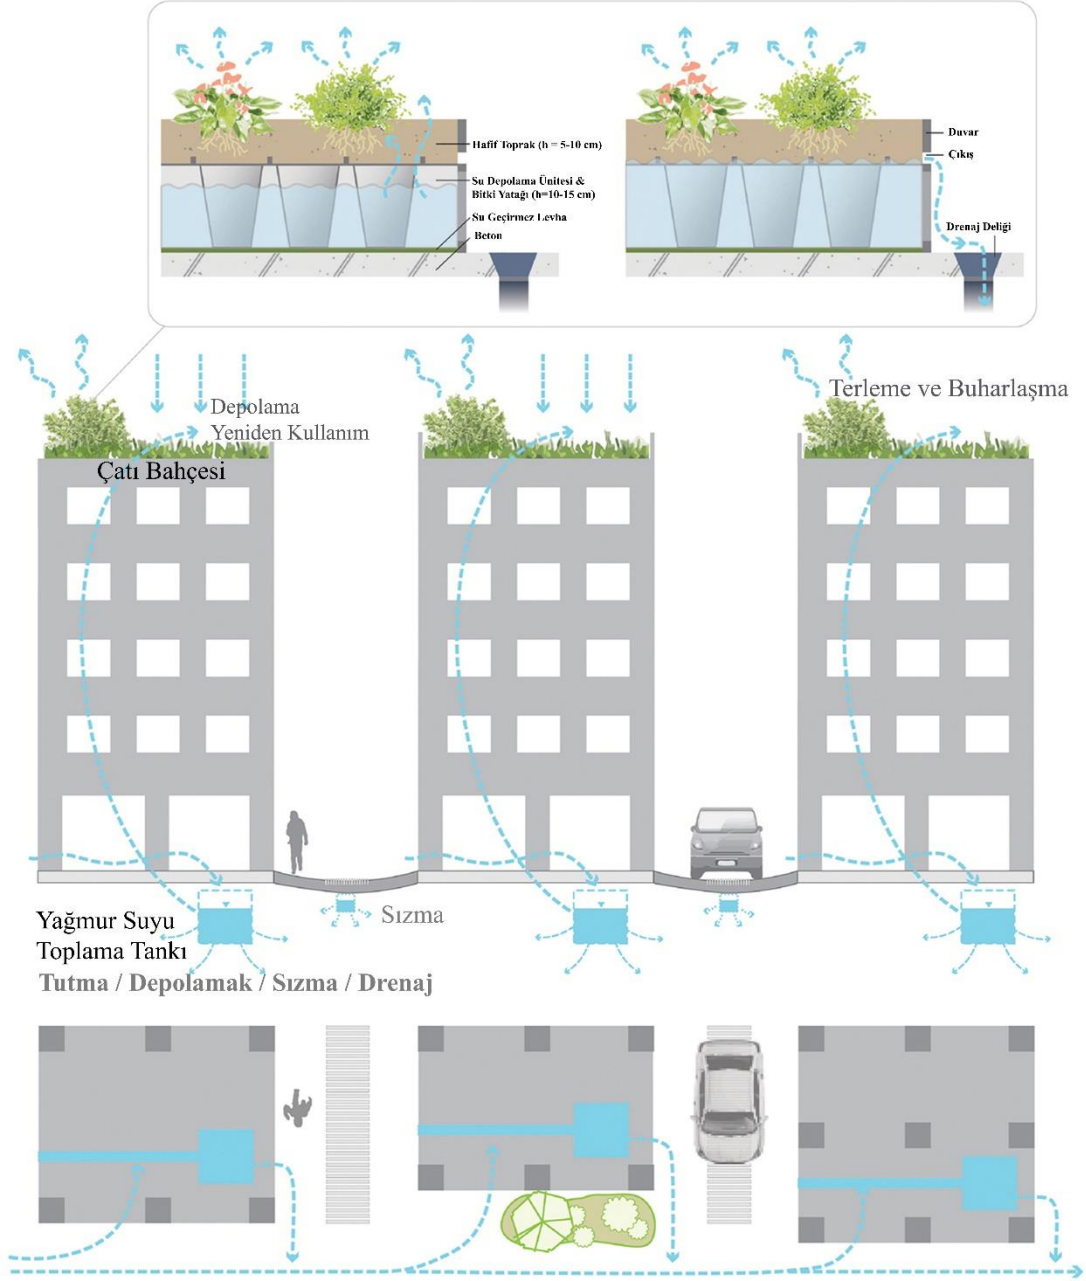 Hafif Toprak (h = 5-10 cm)
Su Depolama Ünitesi &
Bitki Yatağı (h=10-15 cm)
Su Geçirmez Levha
Beton
Duvar
Çıkış
Drenaj Deliği
Terleme ve Buharlaşma
Depolama
Yeniden Kullanım
Çatı Bahçesi
Sızma
Yağmur Suyu
Toplama Tankı
Tutma / Depolamak / Sızma / Drenaj